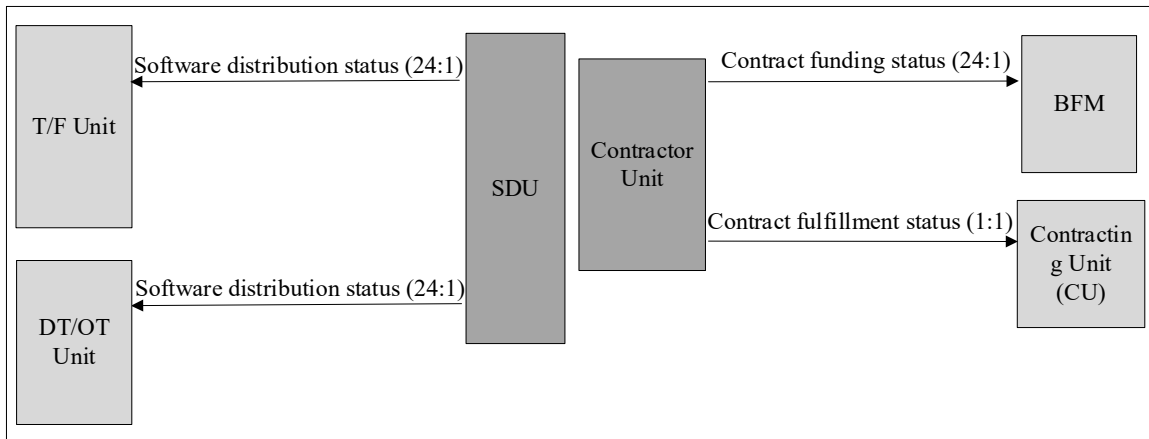 Software distribution status (24:1)
T/F Unit
SDU
Software distribution status (24:1)
DT/OT
Unit
Contractor
Unit
Contract funding status (24:1)
BFM
Contract fulfillment status (1:1)
Contractin
g Unit
(CU)